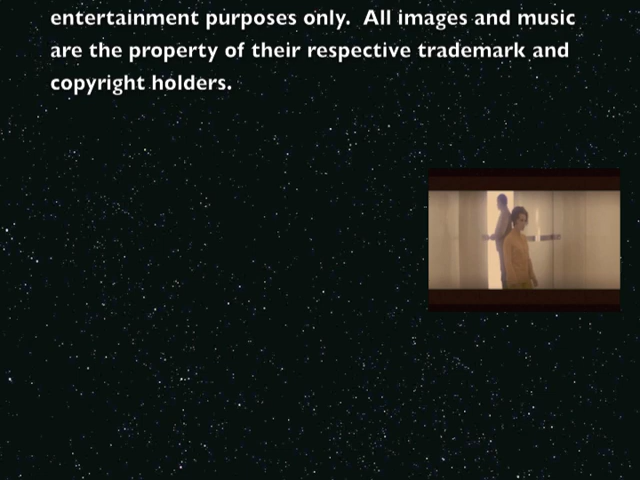 entertainment purposes only.  All images and music
are the property of their respective trademark and
copyright holders.